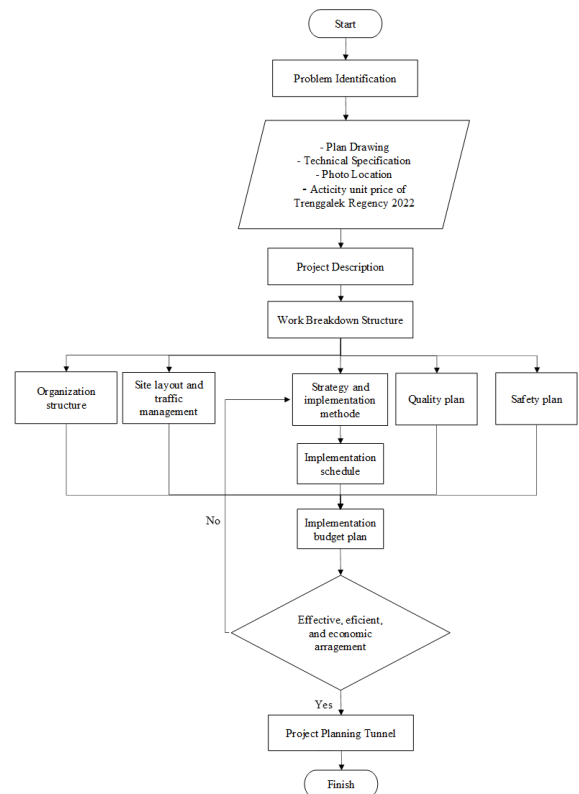 Start
Problem Identification
- Plan Drawing
- Technical Specification
- Photo Location
- Acticity unit price of
Trenggalek Regency 2022
Project Description
Work Breakdown Structure
Organization
structure
Site layout and
traffic
management
Strategy and
implementation
methode
Quality plan
Safety plan
Implementation
schedule
No
Implementation
budget plan
Effective, eficient,
and economic
arragement
Yes
Project Planning Tunnel
Finish